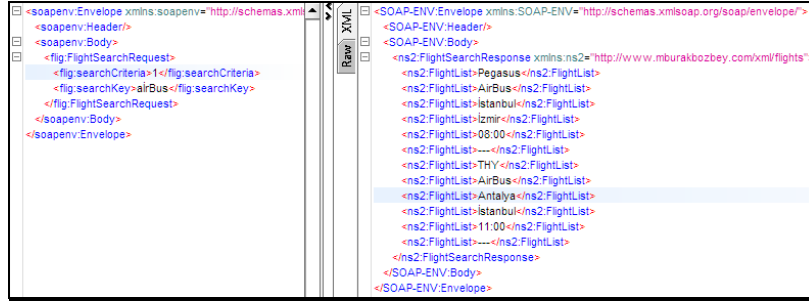 <soapenv:Envelope xmlns:soapenv="http://schemas.xmls
<soapenv:Header/>
<soapenv:Body>
<flig:FlightSearchRequest>
<flig:searchCriteria>1</flig:searchCriteria>
<flig:searchKey>aİrBus</flig:searchKey>
</flig:FlightSearchRequest>
</soapenv:Body>
</soapenv:Envelope>
XML
Raw
<SOAP-ENV:Envelope xmlns:SOAP-ENV="http://schemas.xmlsoap.org/soap/envelope/">
<SOAP-ENV:Header/>
<SOAP-ENV:Body>
<ns2:FlightSearchResponse xmlns:ns2="http://www.mburakbozbey.com/xml/flights"
<ns2:FlightList>Pegasus</ns2:FlightList>
<ns2:FlightList>AirBus</ns2:FlightList>
<ns2:FlightList>İstanbul</ns2:FlightList>
<ns2:FlightList>İzmir</ns2:FlightList>
<ns2:FlightList>08:00</ns2:FlightList>
<ns2:FlightList>---</ns2:FlightList>
<ns2:FlightList>THY</ns2:FlightList>
<ns2:FlightList>AirBus</ns2:FlightList>
<ns2:FlightList>Antalya</ns2:FlightList>
<ns2:FlightList>İstanbul</ns2:FlightList>
<ns2:FlightList>11:00</ns2:FlightList>
<ns2:FlightList>---</ns2:FlightList>
</ns2:FlightSearchResponse>
</SOAP-ENV:Body>
</SOAP-ENV:Envelope>